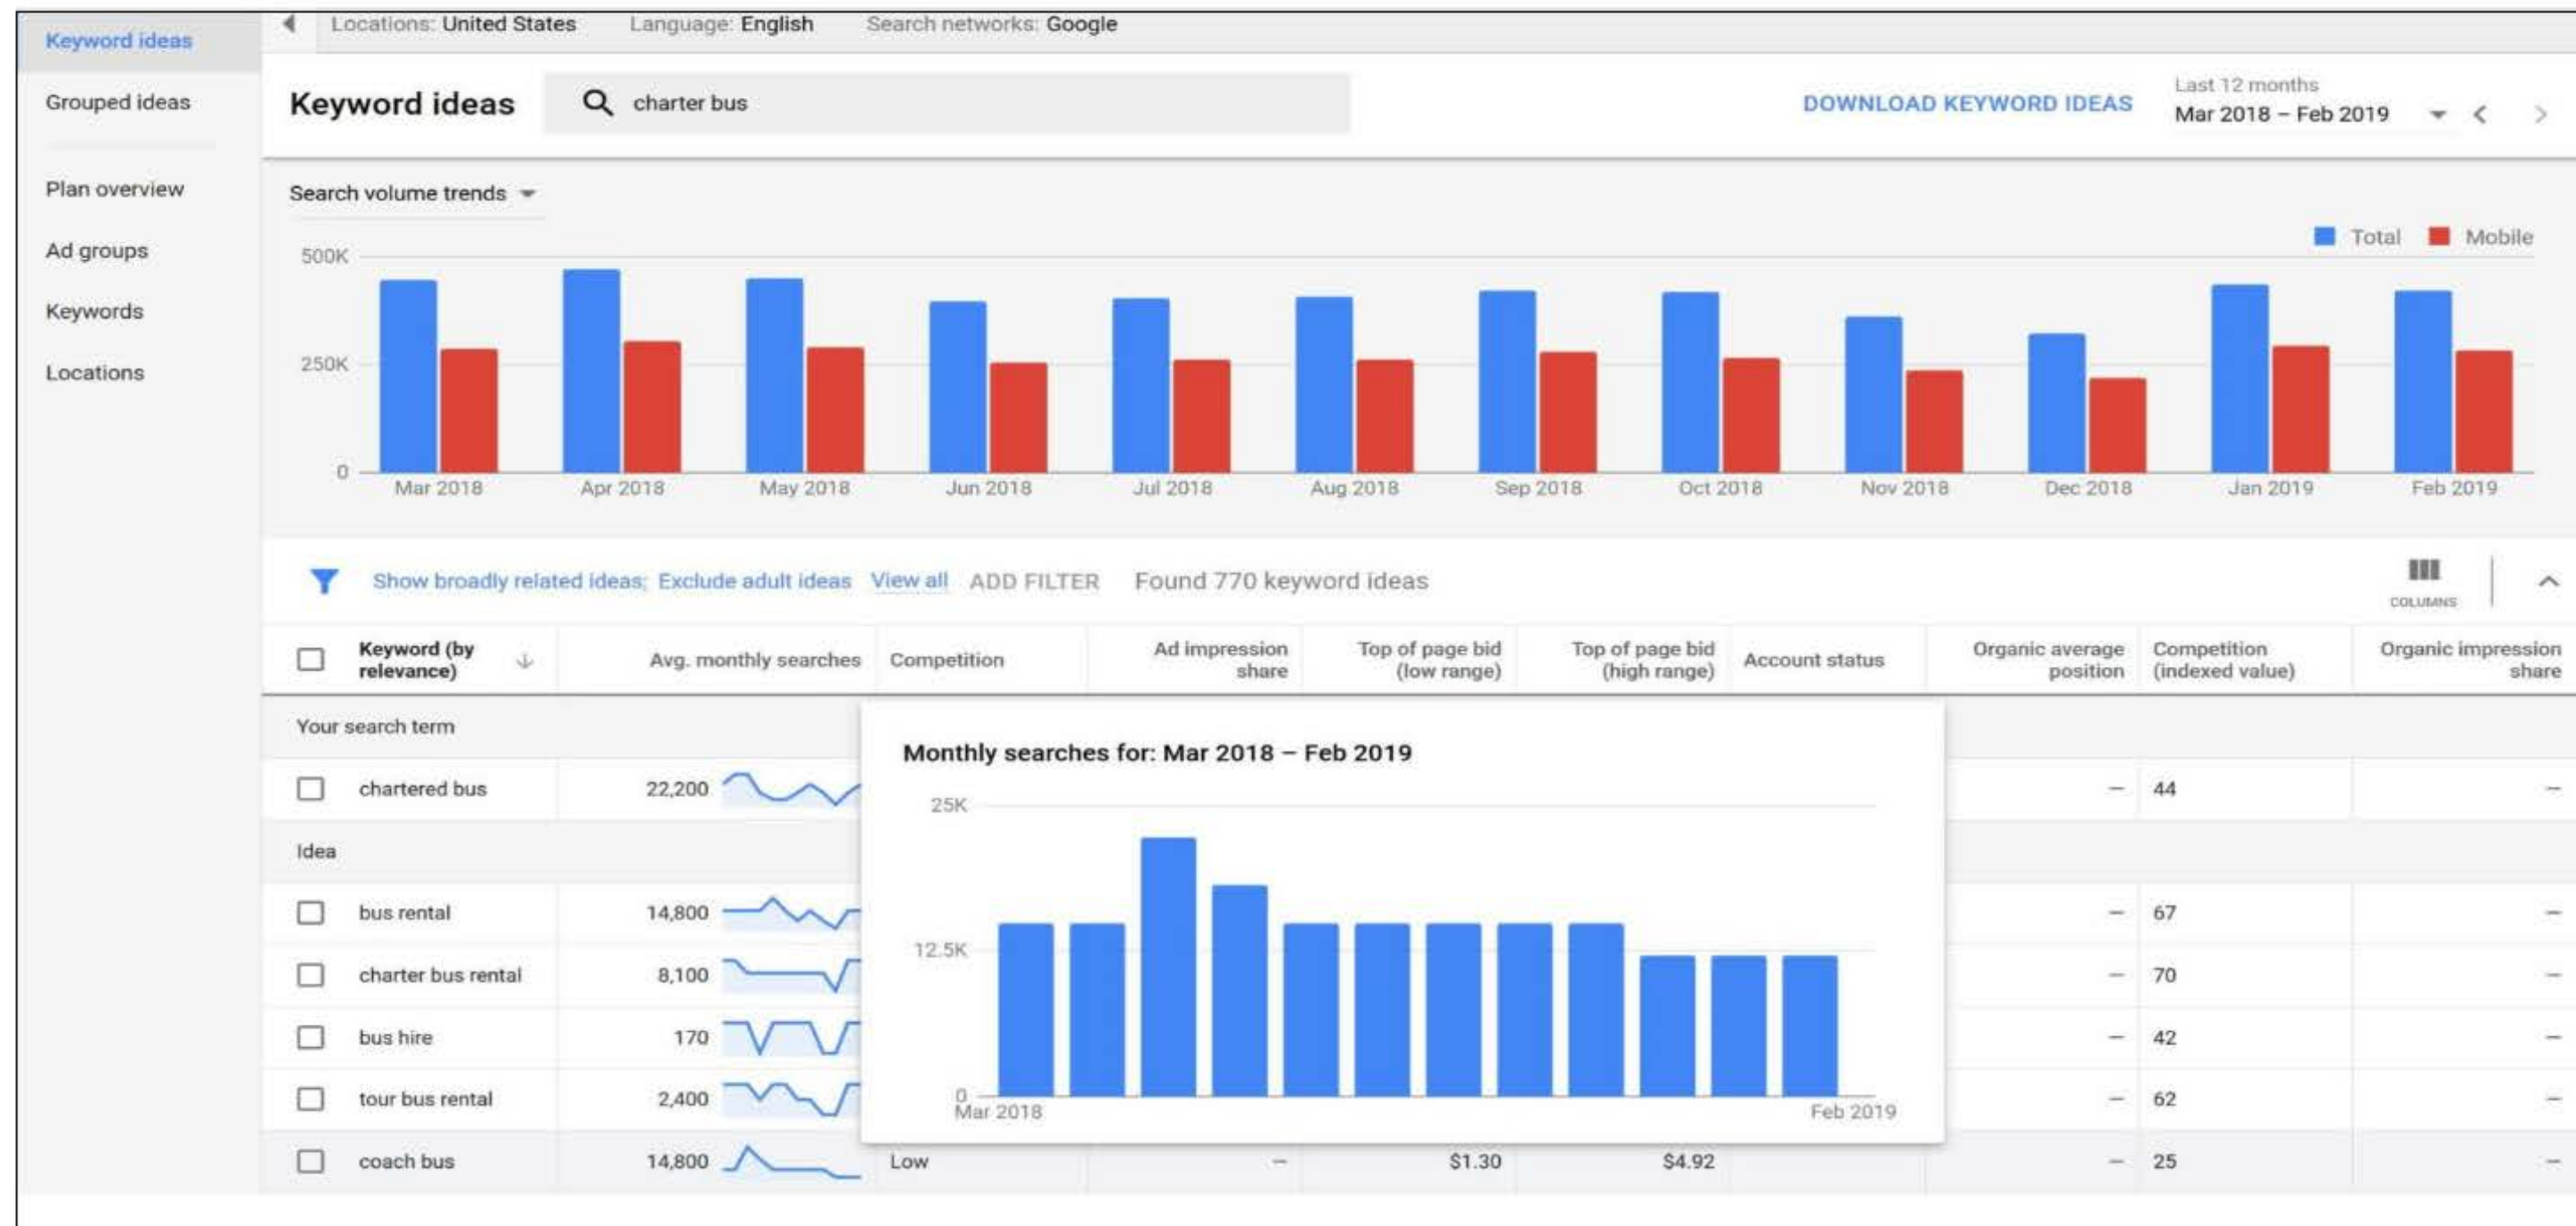 Keyword ideas
Grouped ideas
Plan overview
Ad groups
Keywords
Locations
Locations: United States Language: English Search networks: Google
Keyword ideas charter bus DOWNLOAD KEYWORD IDEAS Last 12 months
Mar 2018 – Feb 2019
Search volume trends
Total Mobile
500K
250K
0
Mar 2018 Apr 2018 May 2018 Jun 2018 Jul 2018 Aug 2018 Sep 2018 Oct 2018 Nov 2018 Dec 2018 Jan 2019 Feb 2019
Show broadly related ideas; Exclude adult ideas View all ADD FILTER Found 770 keyword ideas COLUMNS
Keyword (by relevance) Avg. monthly searches Competition Ad impression share Top of page bid (low range) Top of page bid (high range) Account status Organic average position Competition (indexed value) Organic impression share
Your search term
chartered bus 22,200 – 44 –
Idea
bus rental 14,800 – 67 –
charter bus rental 8,100 – 70 –
bus hire 170 – 42 –
tour bus rental 2,400 – 62 –
coach bus 14,800 Low – $1.30 $4.92 – 25 –
Monthly searches for: Mar 2018 – Feb 2019
25K
12.5K
0
Mar 2018 Feb 2019